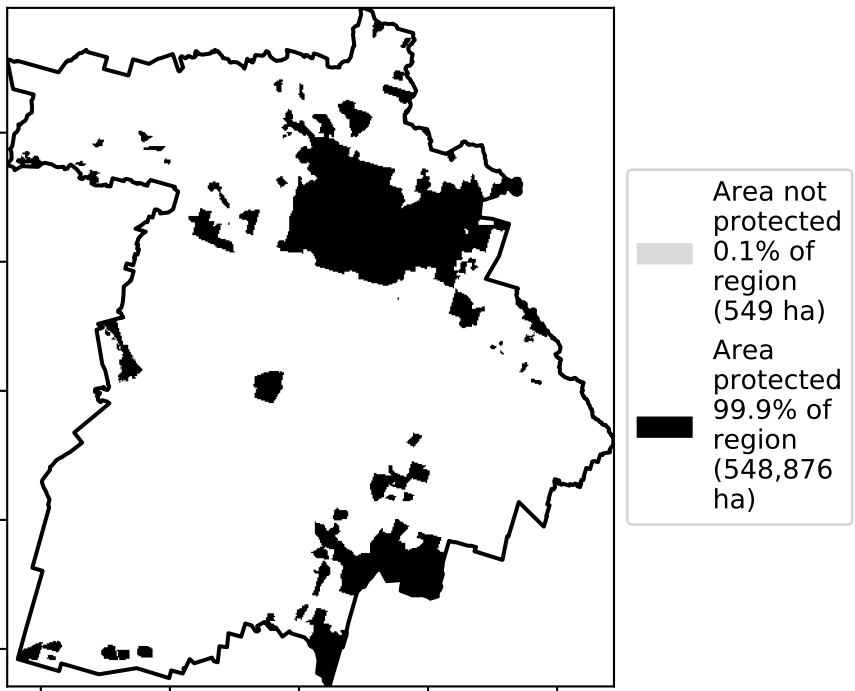 Area not
protected
0.1% of
region
(549 ha)
Area
protected
99.9% of
region
(548,876
ha)